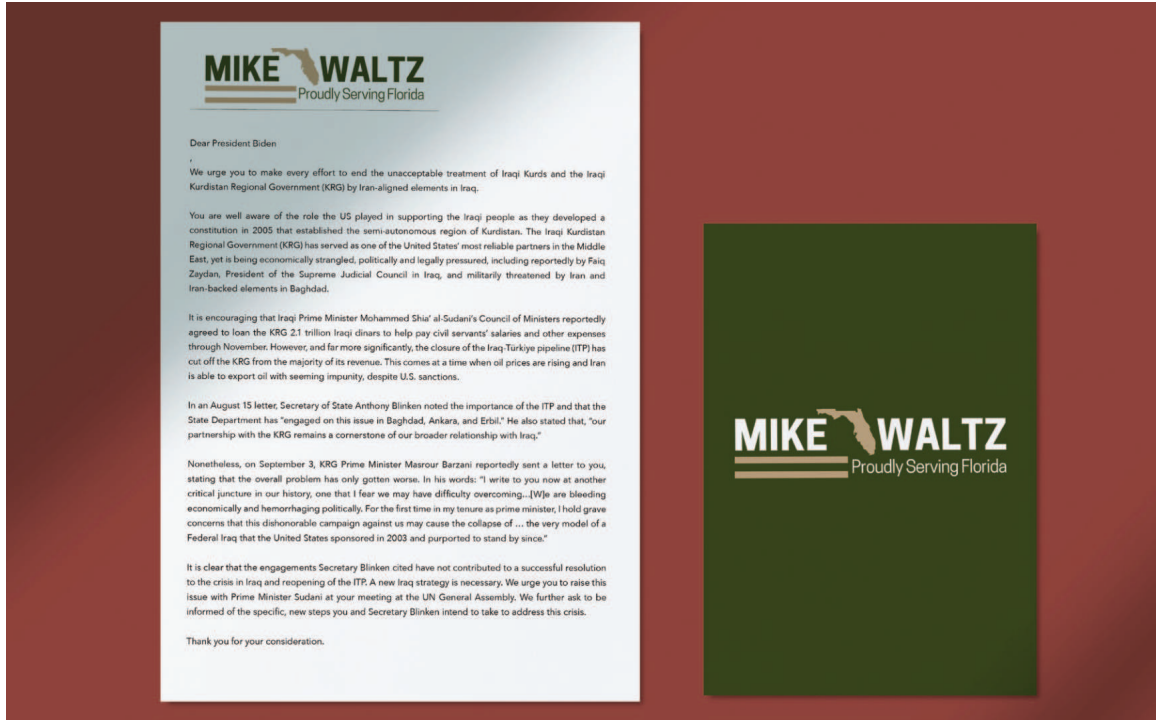 MIKE WALTZ
Proudly Serving Florida
Dear President Biden
,
We urge you to make every effort to end the unacceptable treatment of Iraqi Kurds and the Iraqi
Kurdistan Regional Government (KRG) by Iran-aligned elements in Iraq.
You are well aware of the role the US played in supporting the Iraqi people as they developed a
constitution in 2005 that established the semi-autonomous region of Kurdistan. The Iraqi Kurdistan
Regional Government (KRG) has served as one of the United States' most reliable partners in the Middle
East, yet is being economically strangled, politically and legally pressured, including reportedly by Faiq
Zaydan, President of the Supreme Judicial Council in Iraq, and militarily threatened by Iran and
Iran-backed elements in Baghdad.
It is encouraging that Iraqi Prime Minister Mohammed Shia' al-Sudani's Council of Ministers reportedly
agreed to loan the KRG 2.1 trillion Iraqi dinars to help pay civil servants' salaries and other expenses
through November. However, and far more significantly, the closure of the Iraq-Türkiye pipeline (ITP) has
cut off the KRG from the majority of its revenue. This comes at a time when oil prices are rising and Iran
is able to export oil with seeming impunity, despite U.S. sanctions.
In an August 15 letter, Secretary of State Anthony Blinken noted the importance of the ITP and that the
State Department has "engaged on this issue in Baghdad, Ankara, and Erbil." He also stated that, "our
partnership with the KRG remains a cornerstone of our broader relationship with Iraq."
Nonetheless, on September 3, KRG Prime Minister Masrour Barzani reportedly sent a letter to you,
stating that the overall problem has only gotten worse. In his words: "I write to you now at another
critical juncture in our history, one that I fear we may have difficulty overcoming...[W]e are bleeding
economically and hemorrhaging politically. For the first time in my tenure as prime minister, I hold grave
concerns that this dishonorable campaign against us may cause the collapse of ... the very model of a
Federal Iraq that the United States sponsored in 2003 and purported to stand by since."
It is clear that the engagements Secretary Blinken cited have not contributed to a successful resolution
to the crisis in Iraq and reopening of the ITP. A new Iraq strategy is necessary. We urge you to raise this
issue with Prime Minister Sudani at your meeting at the UN General Assembly. We further ask to be
informed of the specific, new steps you and Secretary Blinken intend to take to address this crisis.
Thank you for your consideration.
MIKE WALTZ
Proudly Serving Florida